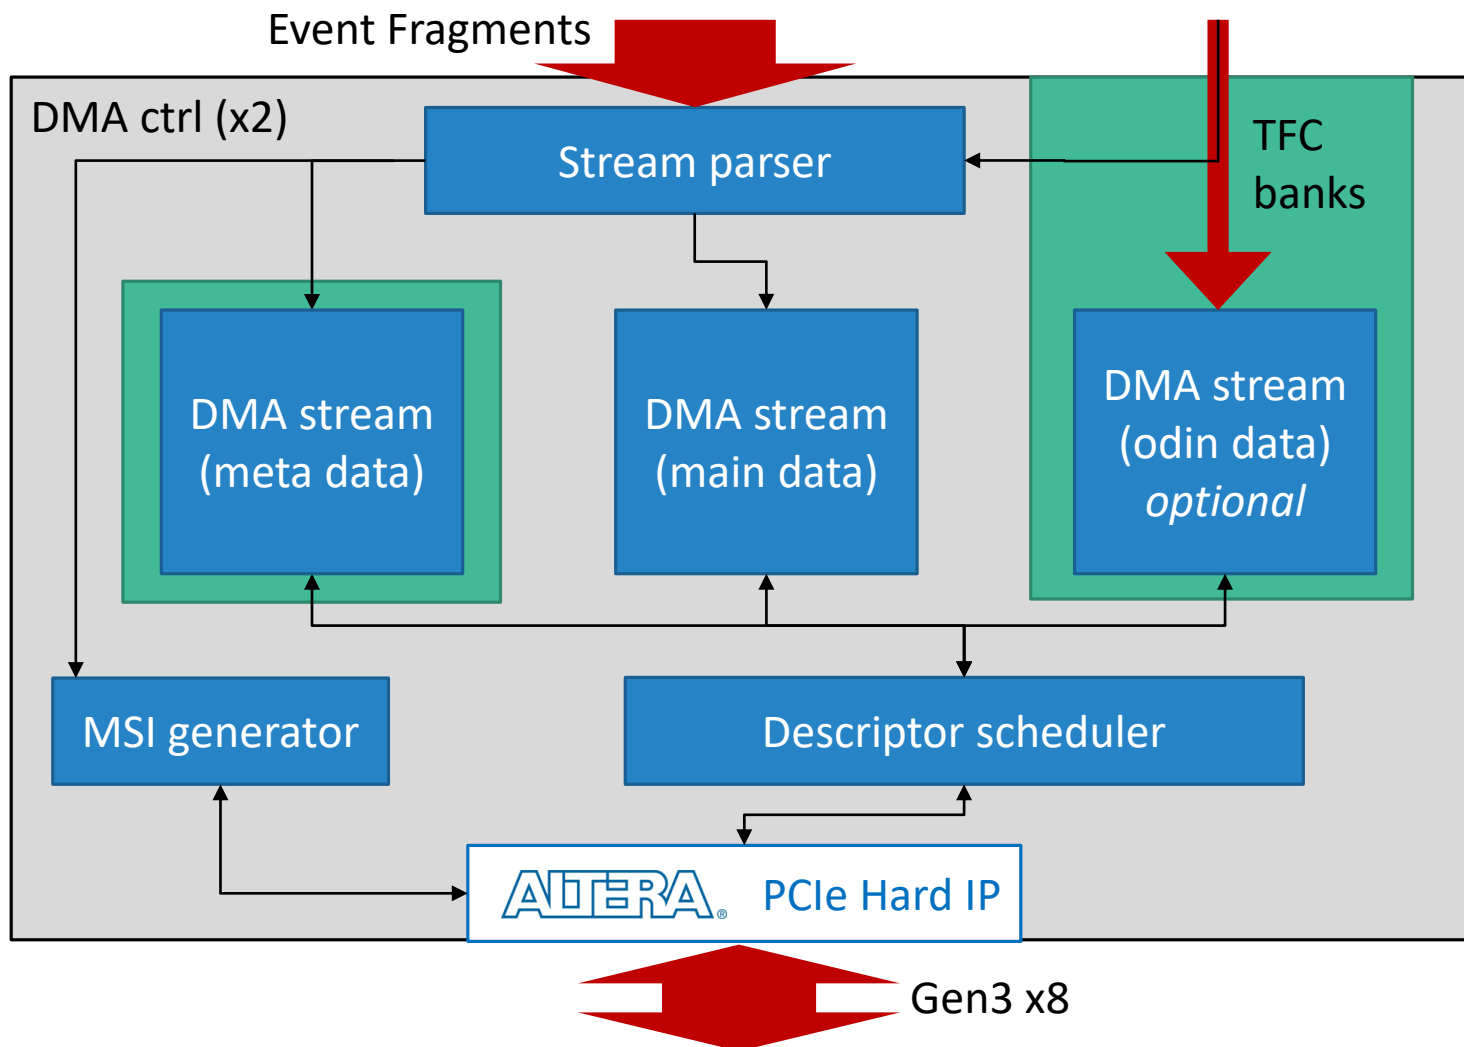 Event Fragments
DMA ctrl (x2)
TFC
banks
Stream parser
DMA stream
(meta data)
DMA stream
(main data)
DMA stream
(odin data)
optional
MSI generator
Descriptor scheduler
ALTERA® PCIe Hard IP
Gen3 x8